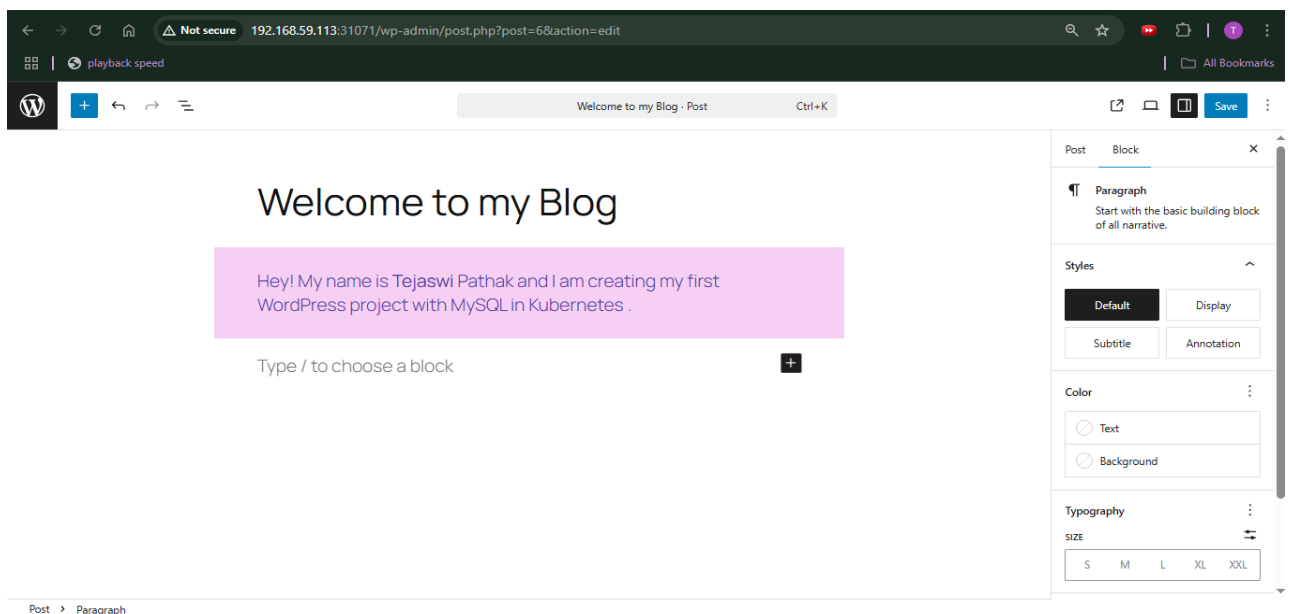 Not secure 192.168.59.113:31071/wp-admin/post.php?post=6&action=edit
T
playback speed
All Bookmarks
Welcome to my Blog · Post Ctrl+K
Save
Post Block
Welcome to my Blog
Hey! My name is Tejaswi Pathak and I am creating my first
WordPress project with MySQL in Kubernetes .
Type / to choose a block
Paragraph
Start with the basic building block
of all narrative.
Styles
Default Display
Subtitle Annotation
Color
Text
Background
Typography
SIZE
S M L XL XXL
Post > Paragraph